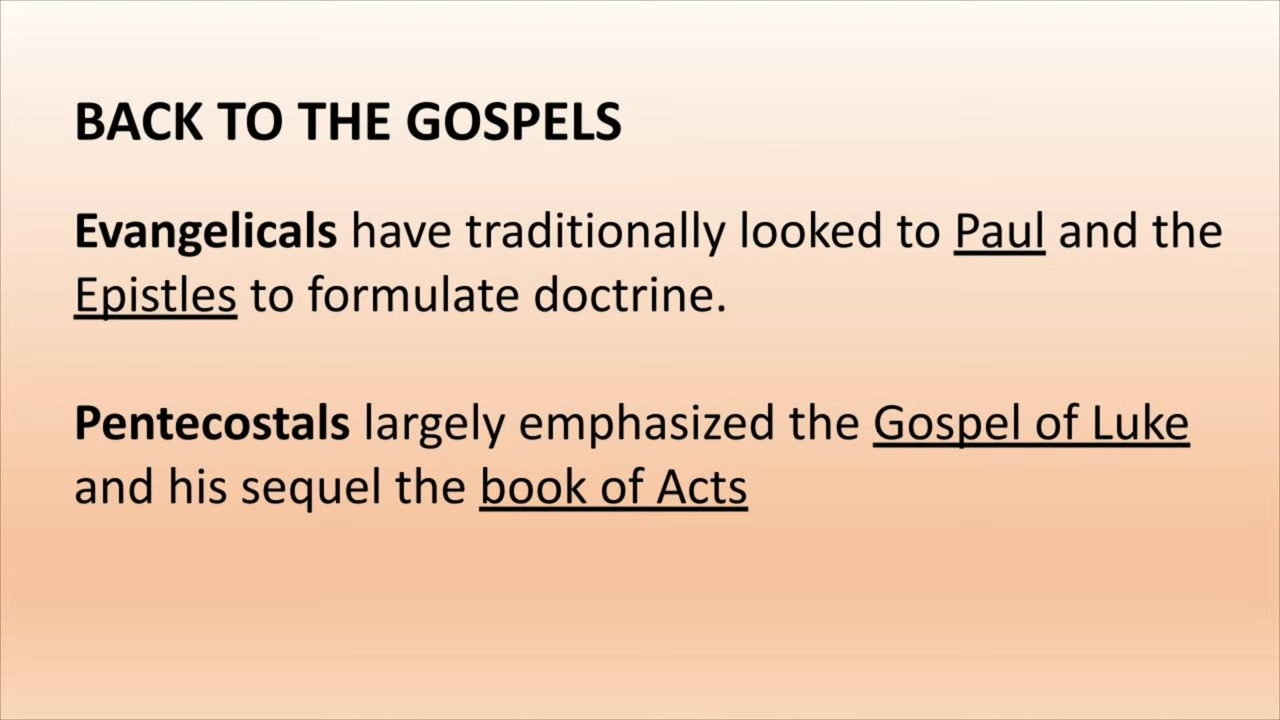 BACK TO THE GOSPELS
Evangelicals have traditionally looked to Paul and the
Epistles to formulate doctrine.
Pentecostals largely emphasized the Gospel of Luke
and his sequel the book of Acts